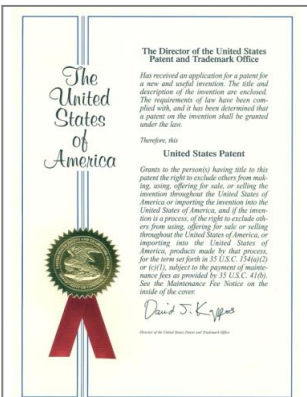 The
United
States
of
America
The Director of the United States
Patent and Trademark Office
Has received an application for a patent for
a new and useful invention. The title and
description of the invention are enclosed.
The requirements of law have been com-
plied with, and it has been determined that
a patent on the invention shall be granted
under the law.
Therefore, this
United States Patent
Grants to the person(s) having title to this
patent the right to exclude others from mak-
ing, using, offering for sale, or selling the
invention throughout the United States of
America or importing the invention into the
United States of America, and if the inven-
tion is a process, of the right to exclude oth-
ers from using, offering for sale or selling
throughout the United States of America, or
importing into the United States of
America, products made by that process,
for the term set forth in 35 U.S.C. 154(a)(2)
or (c)(1), subject to the payment of mainte-
nance fees as provided by 35 U.S.C. 41(b).
See the Maintenance Fee Notice on the
inside of the cover.
David J. Kappos
Director of the United States Patent and Trademark Office